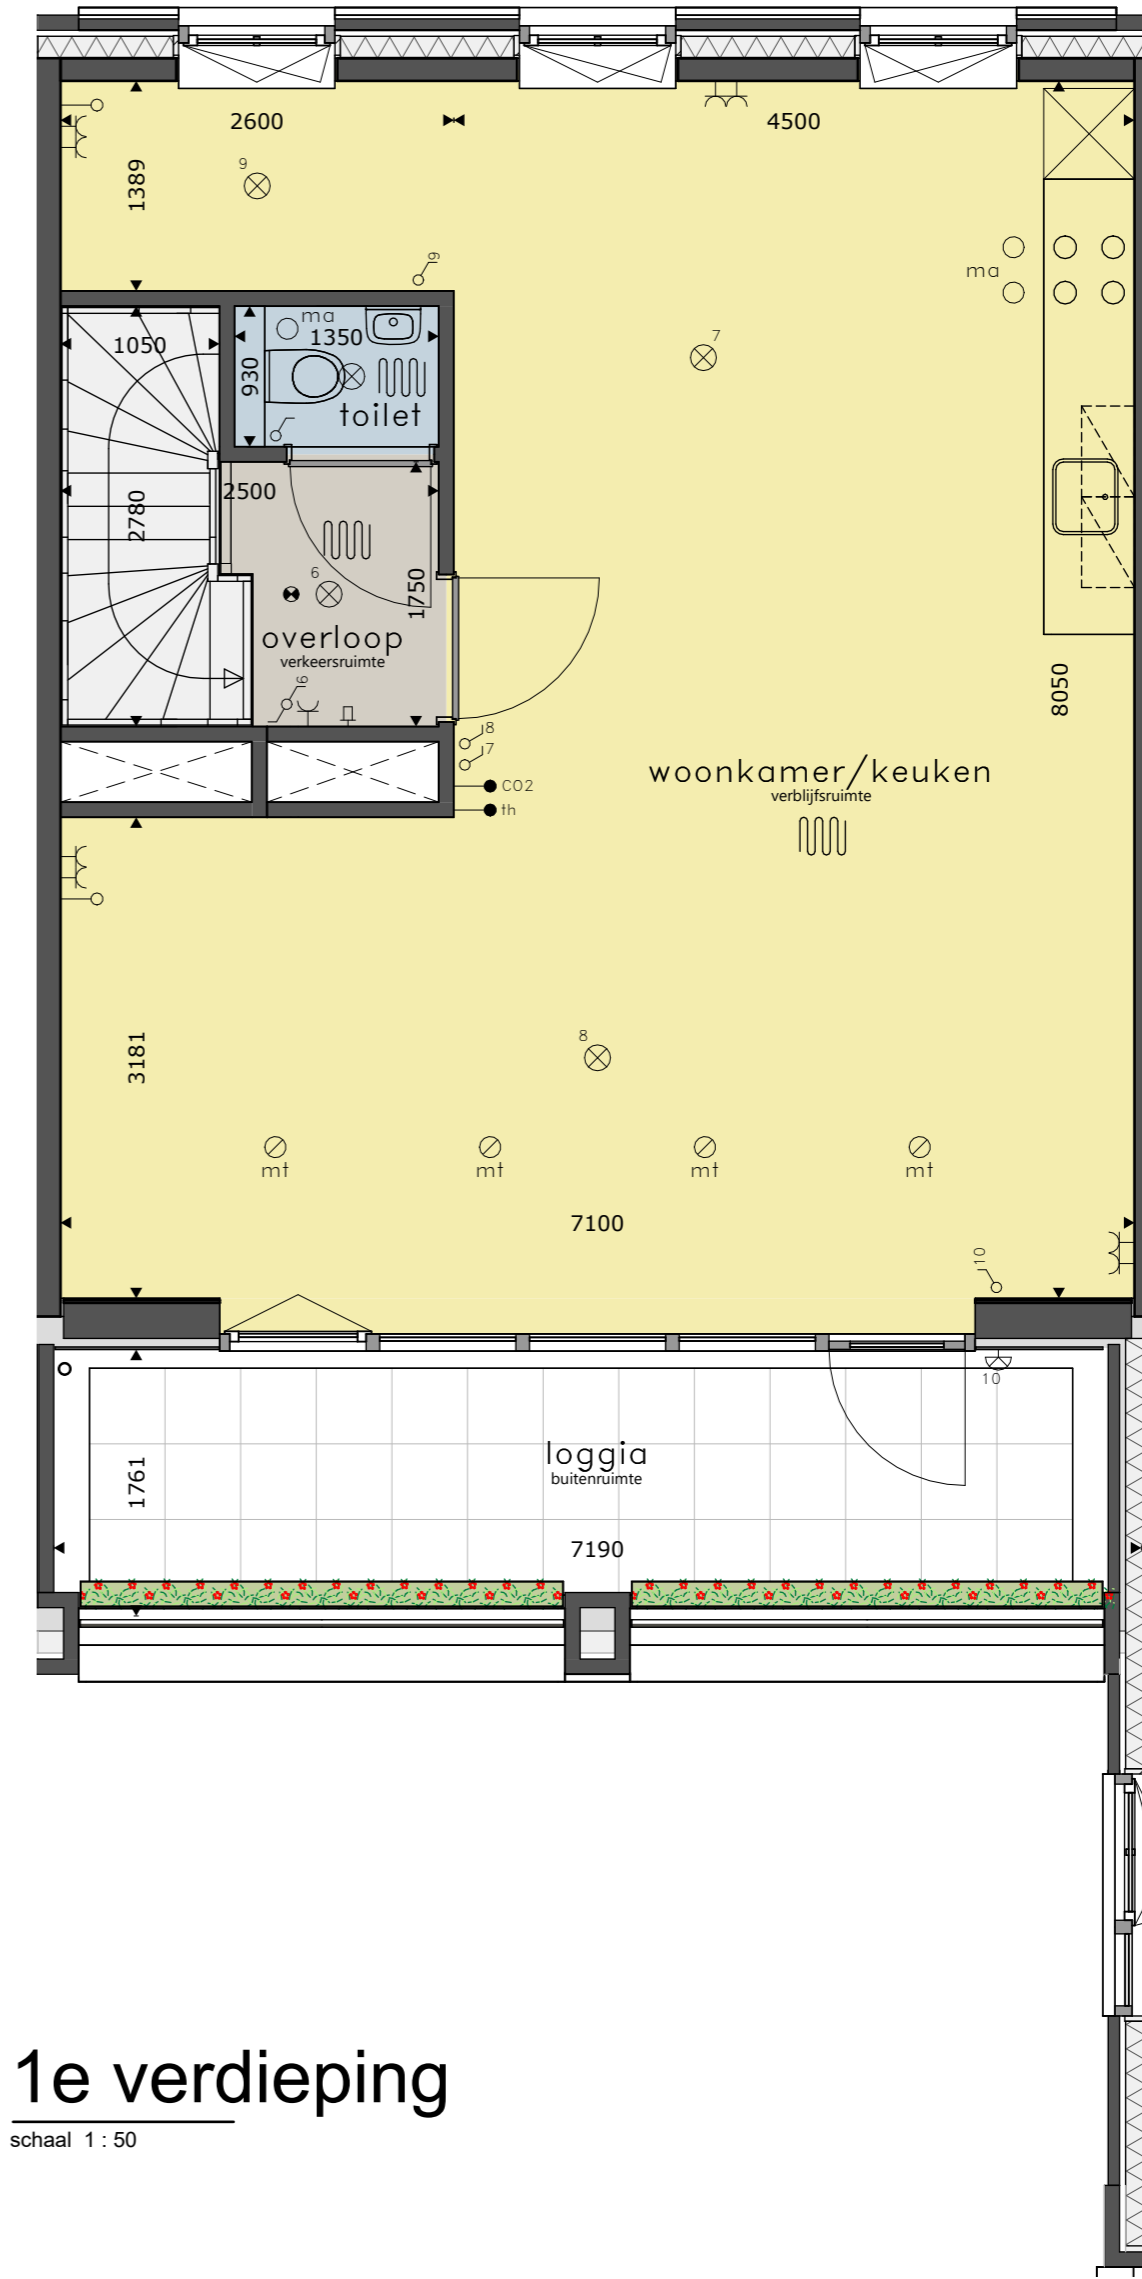 2600
4500
1389
9
9
ma
7
ma
1050
1350
930
toilet
2500
2780
6
1750
overloop
verkeersruimte
6
8
7
CO2
th
8050
woonkamer/keuken
verblijfsruimte
3181
8
mt
mt
mt
mt
7100
10
10
loggia
buitenruimte
1761
7190
1e verdieping
schaal 1 : 50